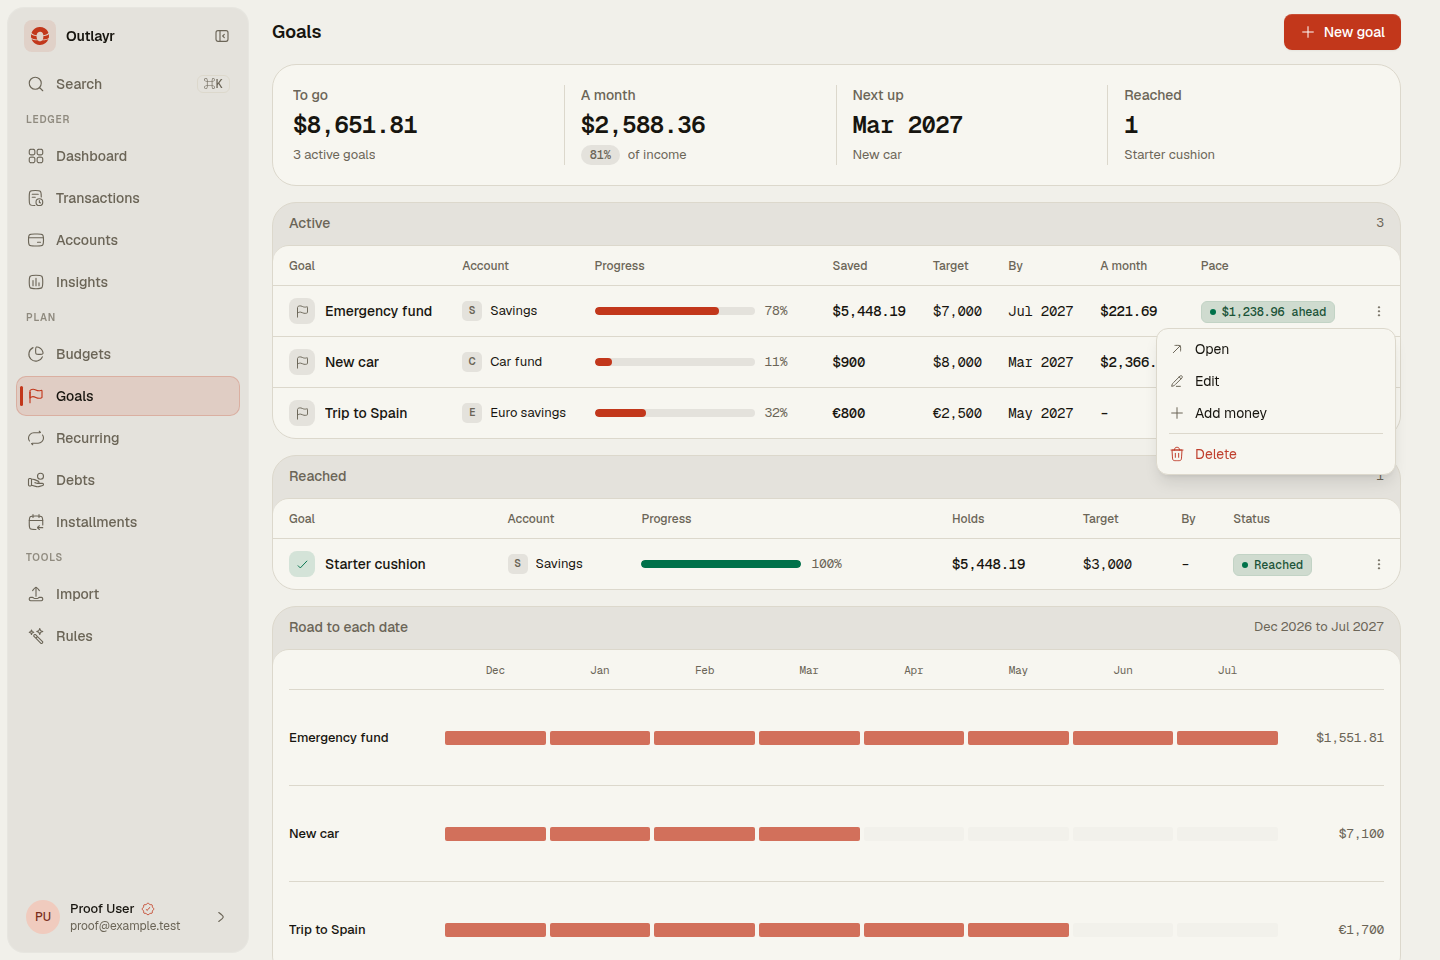 Outlayr
Search
⌘K
LEDGER
Dashboard
Transactions
Accounts
Insights
PLAN
Budgets
Goals
Recurring
Debts
Installments
TOOLS
Import
Rules
PU
Proof User
proof@example.test
Goals
New goal
To go
$8,651.81
3 active goals
A month
$2,588.36
81% of income
Next up
Mar 2027
New car
Reached
1
Starter cushion
Active 3
Goal Account Progress Saved Target By A month Pace
Emergency fund S Savings 78% $5,448.19 $7,000 Jul 2027 $221.69 $1,238.96 ahead
New car C Car fund 11% $900 $8,000 Mar 2027 $2,366.
Trip to Spain E Euro savings 32% €800 €2,500 May 2027 –
Open
Edit
Add money
Delete
Reached 1
Goal Account Progress Holds Target By Status
Starter cushion S Savings 100% $5,448.19 $3,000 – Reached
Road to each date Dec 2026 to Jul 2027
Dec Jan Feb Mar Apr May Jun Jul
Emergency fund $1,551.81
New car $7,100
Trip to Spain €1,700